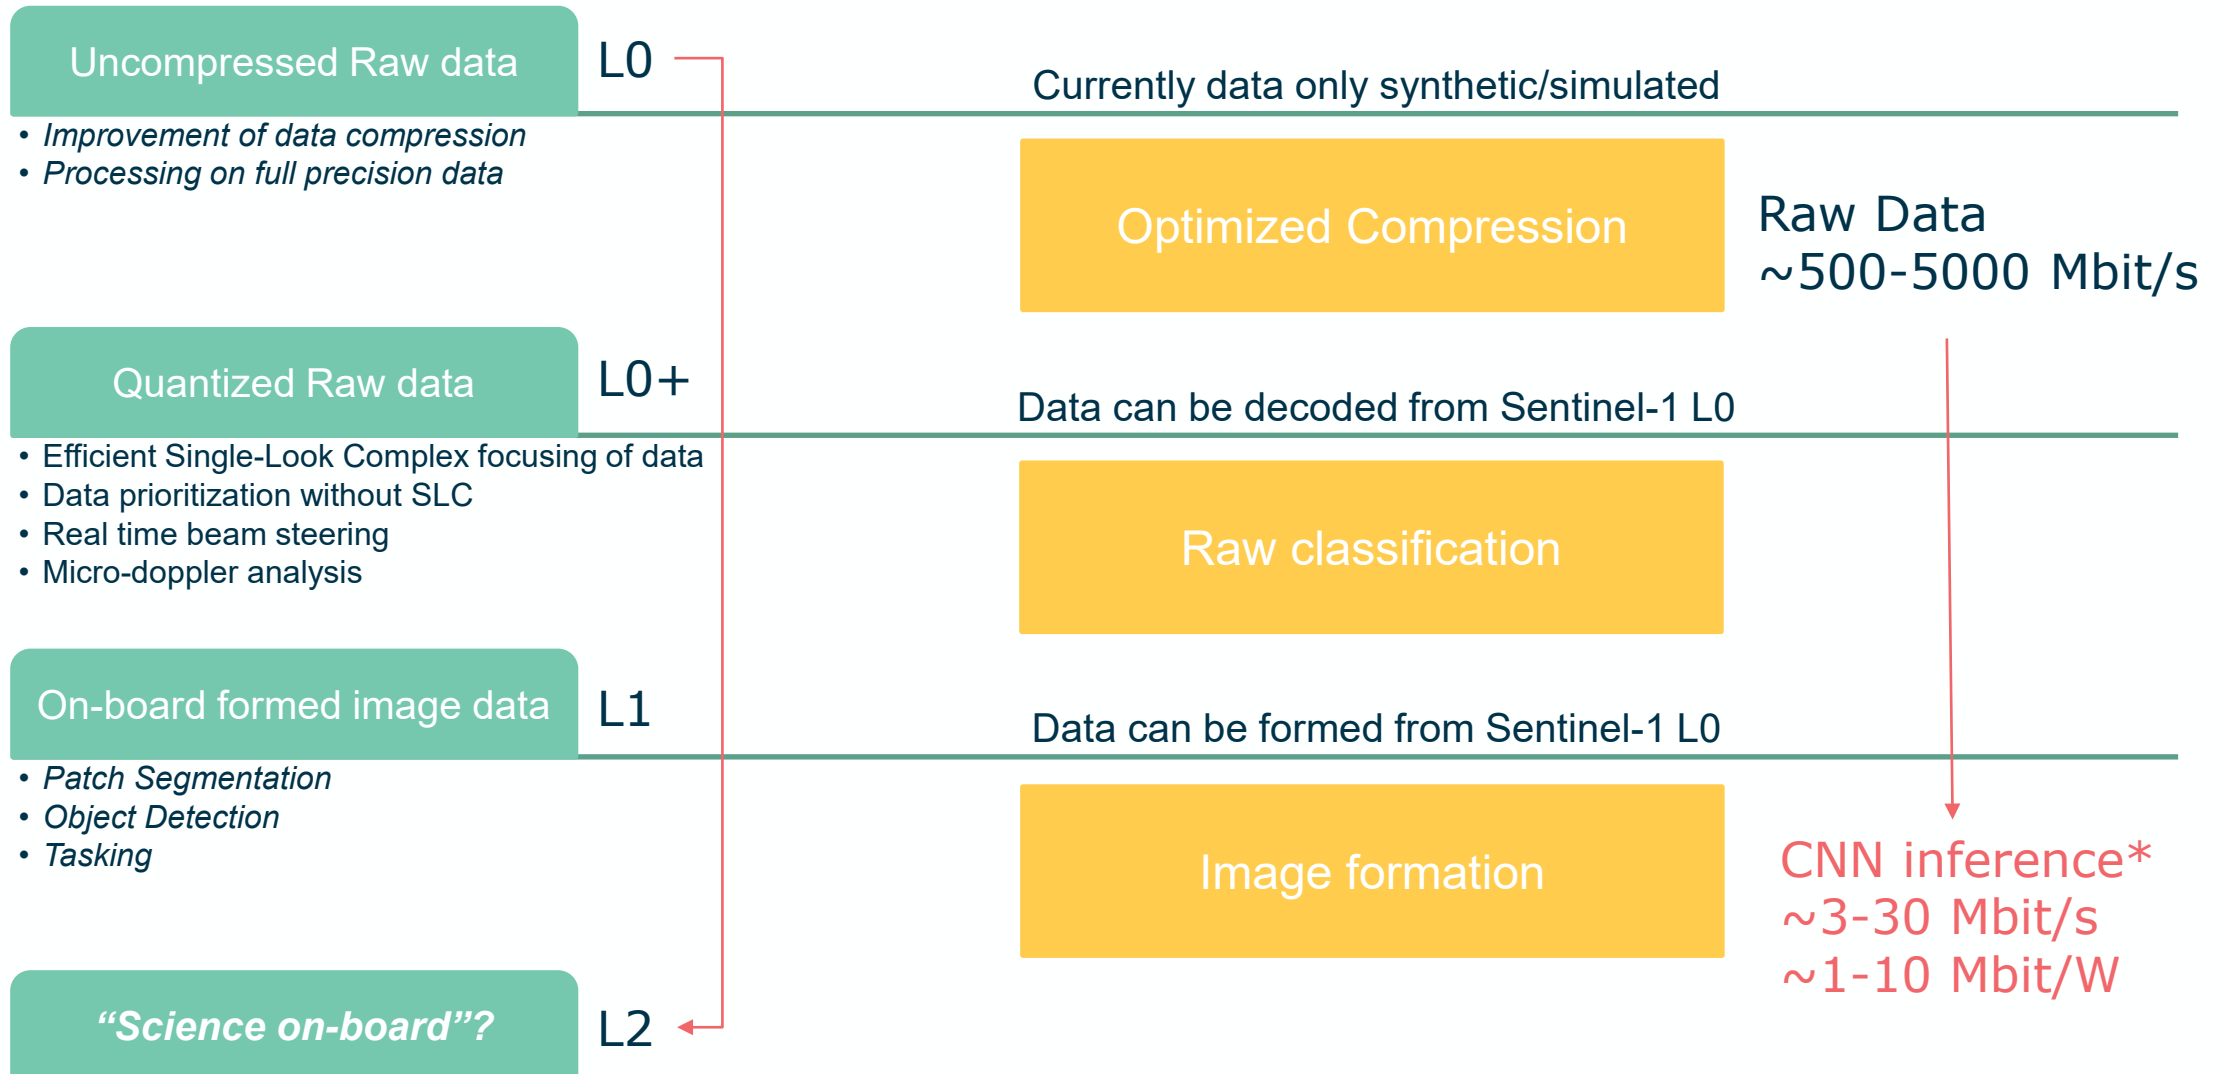 Uncompressed Raw data
L0
Currently data only synthetic/simulated
• Improvement of data compression
• Processing on full precision data
Optimized Compression
Raw Data
~500-5000 Mbit/s
Quantized Raw data
L0+
Data can be decoded from Sentinel-1 L0
• Efficient Single-Look Complex focusing of data
• Data prioritization without SLC
• Real time beam steering
• Micro-doppler analysis
Raw classification
On-board formed image data
L1
Data can be formed from Sentinel-1 L0
• Patch Segmentation
• Object Detection
• Tasking
Image formation
CNN inference*
~3-30 Mbit/s
~1-10 Mbit/W
“Science on-board”?
L2